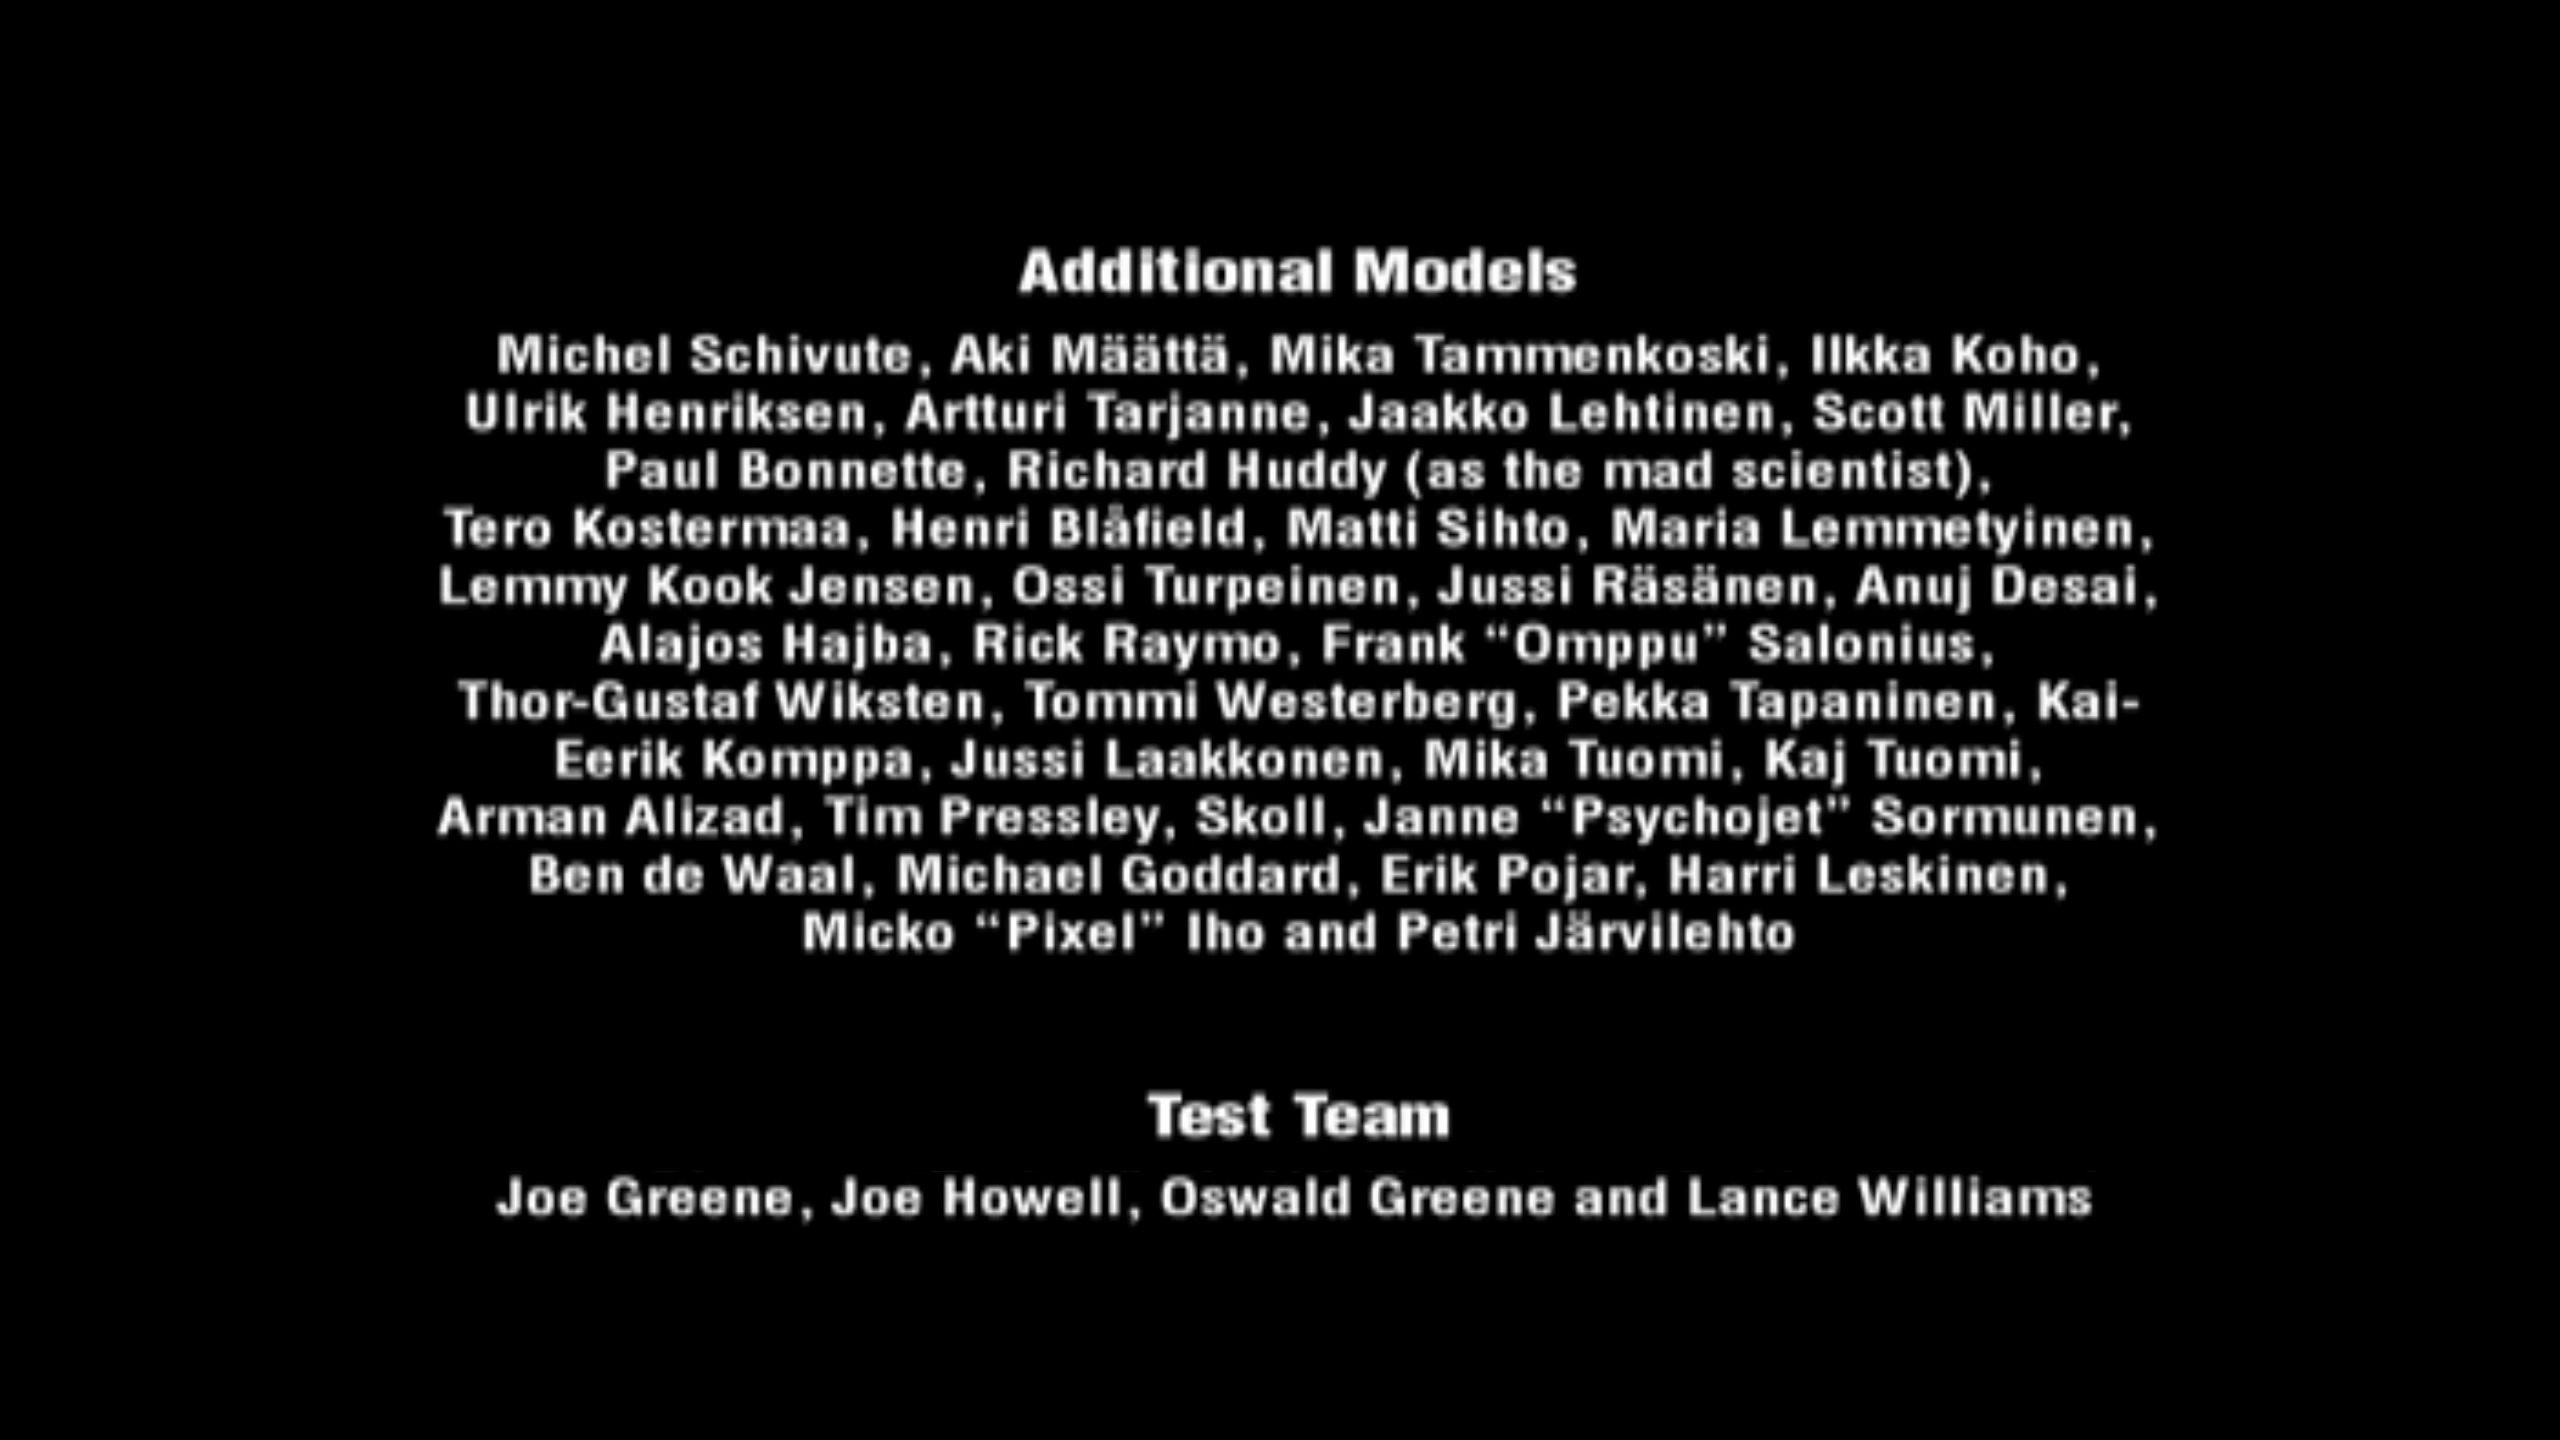 Additional Models
Michel Schivute, Aki Määttä, Mika Tammenkoski, Ilkka Koho,
Ulrik Henriksen, Artturi Tarjanne, Jaakko Lehtinen, Scott Miller,
Paul Bonnette, Richard Huddy (as the mad scientist),
Tero Kostermaa, Henri Blåfield, Matti Sihto, Maria Lemmetyinen,
Lemmy Kook Jensen, Ossi Turpeinen, Jussi Räsänen, Anuj Desai,
Alajos Hajba, Rick Raymo, Frank “Omppu” Salonius,
Thor-Gustaf Wiksten, Tommi Westerberg, Pekka Tapaninen, Kai-
Eerik Komppa, Jussi Laakkonen, Mika Tuomi, Kaj Tuomi,
Arman Alizad, Tim Pressley, Skoll, Janne “Psychojet” Sormunen,
Ben de Waal, Michael Goddard, Erik Pojar, Harri Leskinen,
Micko “Pixel” Iho and Petri Järvilehto
Test Team
Joe Greene, Joe Howell, Oswald Greene and Lance Williams